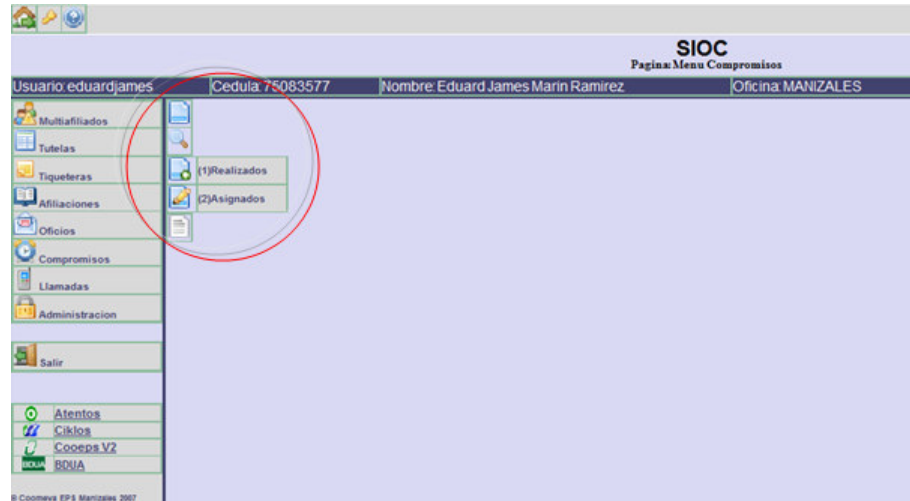 SIOC
Pagina: Menu Compromisos
Usuario: eduardjames Cedula: 75083577 Nombre: Eduard James Marin Ramirez Oficina: MANIZALES
Multiafiliados
Tutelas
Tiqueteras
(1)Realizados
Afiliaciones
(2)Asignados
Oficios
Compromisos
Llamadas
Administracion
Salir
Atentos
Ciklos
Cooeps V2
BDUA BDUA
© Coomeva EPS Manizales 2007